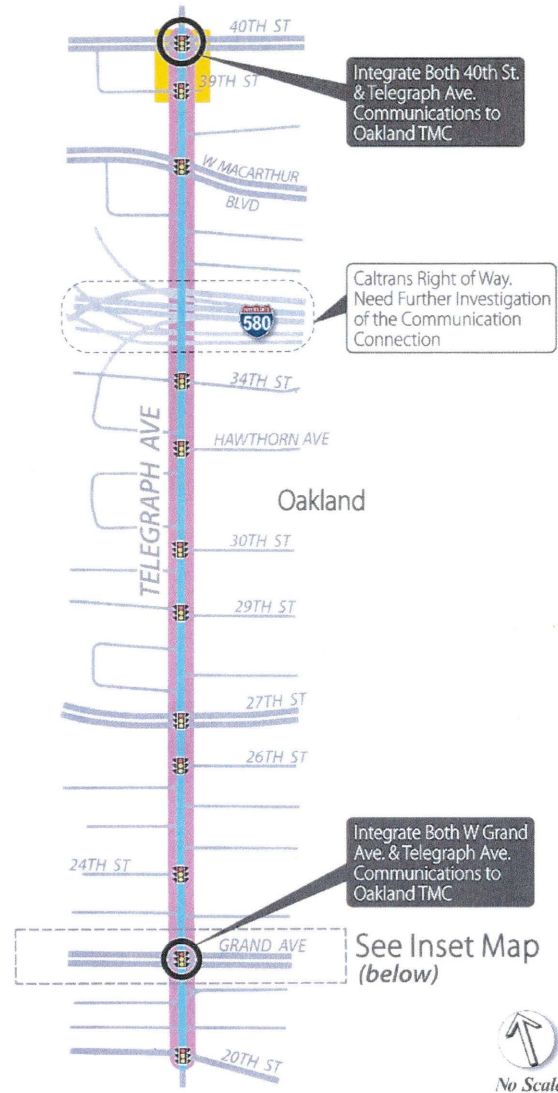 40TH ST
Integrate Both 40th St.
& Telegraph Ave.
Communications to
Oakland TMC
39TH ST
W MACARTHUR
BLVD
Caltrans Right of Way.
Need Further Investigation
of the Communication
Connection
580
34TH ST
TELEGRAPH AVE
HAWTHORN AVE
Oakland
30TH ST
29TH ST
27TH ST
26TH ST
Integrate Both W Grand
Ave. & Telegraph Ave.
Communications to
Oakland TMC
24TH ST
GRAND AVE
See Inset Map
(below)
20TH ST
No Scale